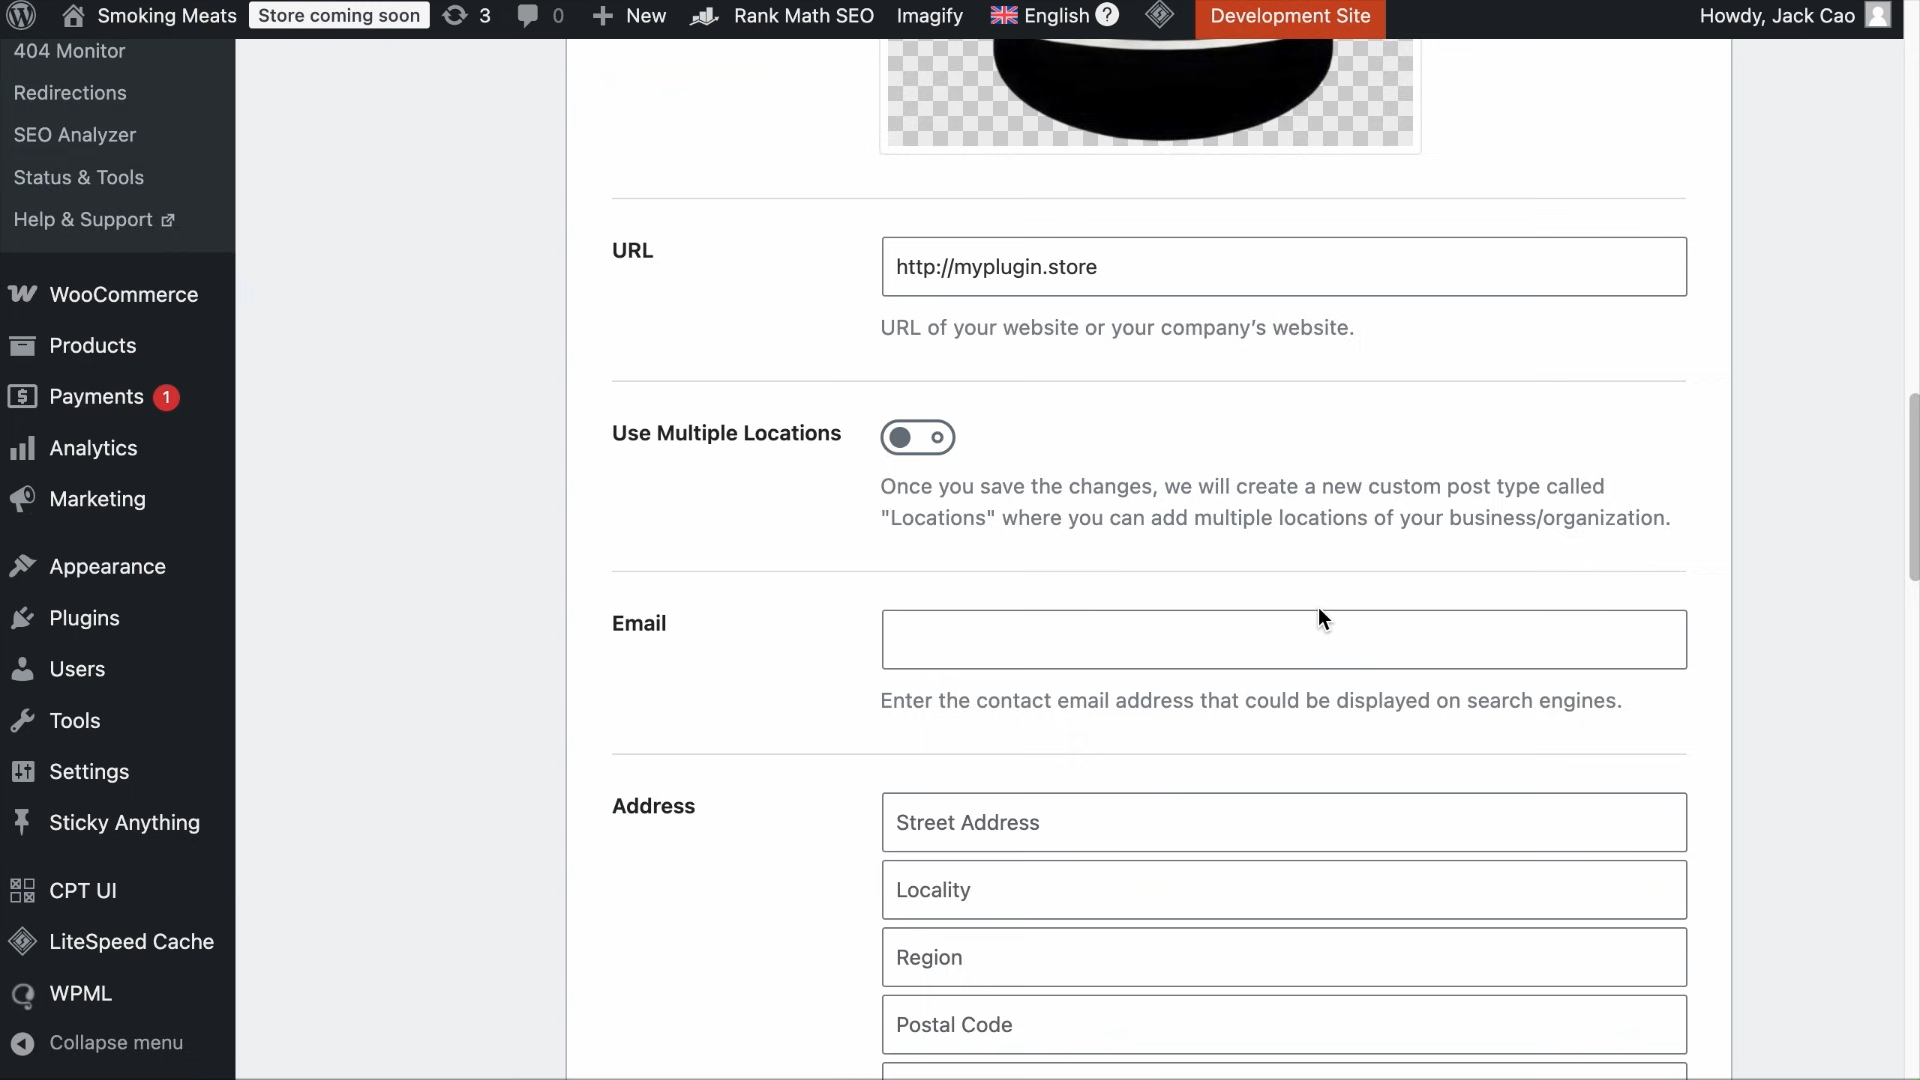 Smoking Meats
Store coming soon
3
0
New
Rank Math SEO
Imagify
English
?
Development Site
Howdy, Jack Cao
404 Monitor
Redirections
SEO Analyzer
Status & Tools
Help & Support
WooCommerce
Products
Payments 1
Analytics
Marketing
Appearance
Plugins
Users
Tools
Settings
Sticky Anything
CPT UI
LiteSpeed Cache
WPML
Collapse menu
URL
http://myplugin.store
URL of your website or your company’s website.
Use Multiple Locations
Once you save the changes, we will create a new custom post type called
"Locations" where you can add multiple locations of your business/organization.
Email
Enter the contact email address that could be displayed on search engines.
Address
Street Address
Locality
Region
Postal Code